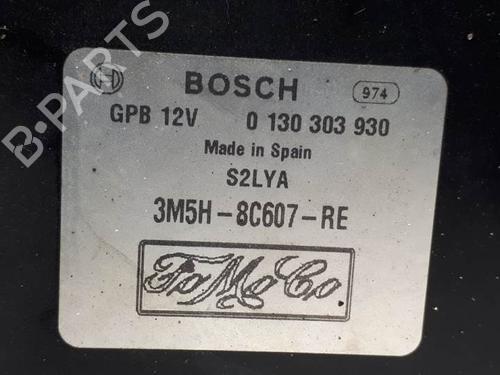 BOSCH
974
GPB 12V 0 130 303 930
Made in Spain
S2LYA
3M5H-8C607-RE
FoMoCo
B-PARTS